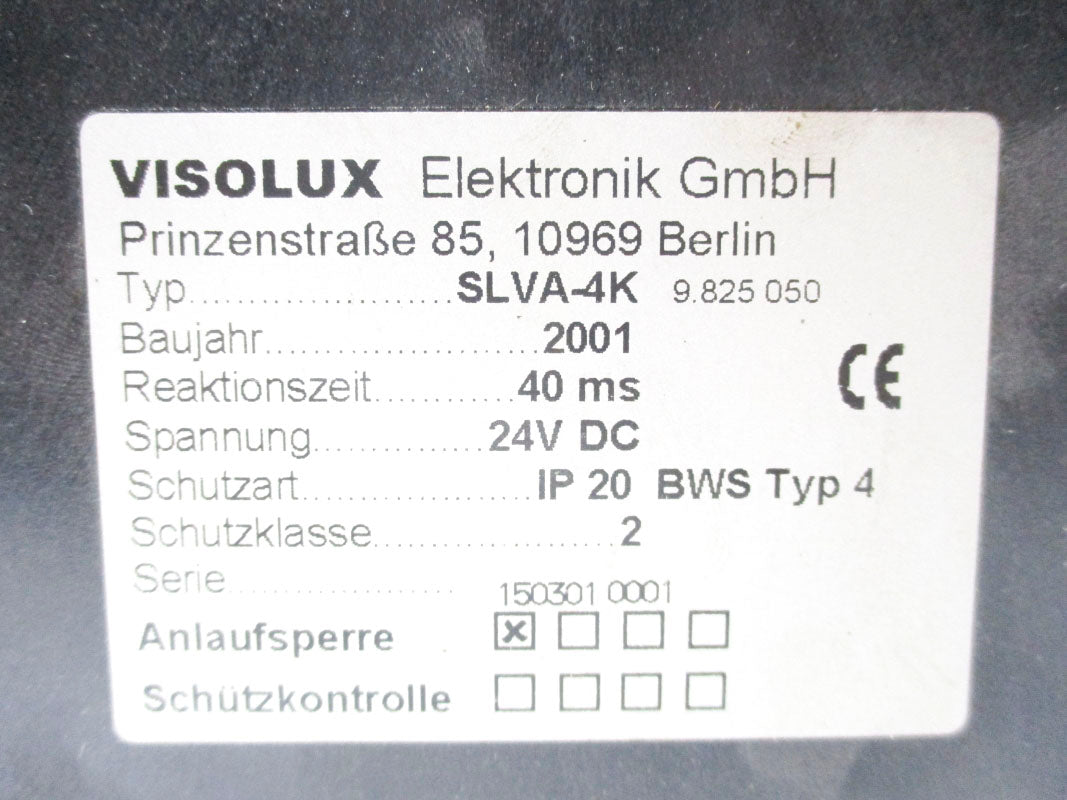 VISOLUX Elektronik GmbH
Prinzenstraße 85, 10969 Berlin
Typ......................SLVA-4K 9.825 050
Baujahr.......................2001
Reaktionszeit............40 ms
Spannung...............24V DC
Schutzart....................IP 20 BWS Typ 4
Schutzklasse.....................2
Serie.................... 150301 0001
Anlaufsperre . ☒ ☐ ☐ ☐
Schützkontrolle ☐ ☐ ☐ ☐
CE